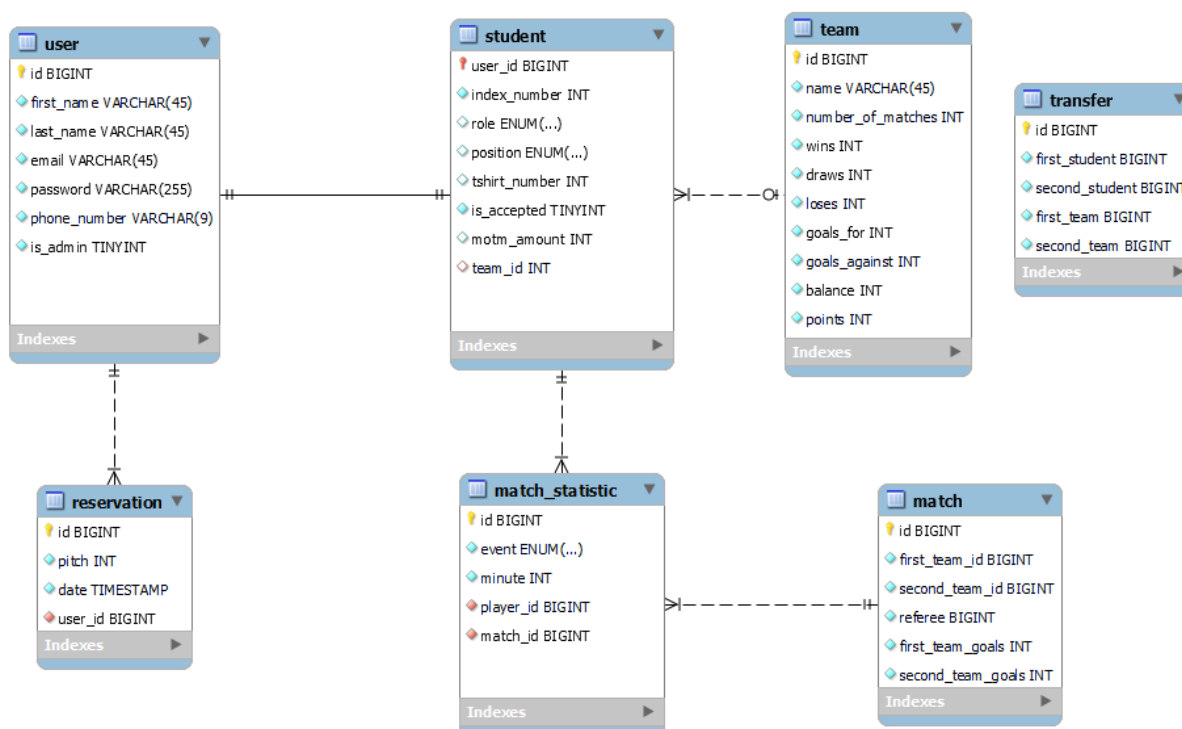 user
id BIGINT
first_name VARCHAR(45)
last_name VARCHAR(45)
email VARCHAR(45)
password VARCHAR(255)
phone_number VARCHAR(9)
is_admin TINYINT
Indexes
student
user_id BIGINT
index_number INT
role ENUM(...)
position ENUM(...)
tshirt_number INT
is_accepted TINYINT
motm_amount INT
team_id INT
Indexes
team
id BIGINT
name VARCHAR(45)
number_of_matches INT
wins INT
draws INT
loses INT
goals_for INT
goals_against INT
balance INT
points INT
Indexes
transfer
id BIGINT
first_student BIGINT
second_student BIGINT
first_team BIGINT
second_team BIGINT
Indexes
reservation
id BIGINT
pitch INT
date TIMESTAMP
user_id BIGINT
Indexes
match_statistic
id BIGINT
event ENUM(...)
minute INT
player_id BIGINT
match_id BIGINT
Indexes
match
id BIGINT
first_team_id BIGINT
second_team_id BIGINT
referee BIGINT
first_team_goals INT
second_team_goals INT
Indexes